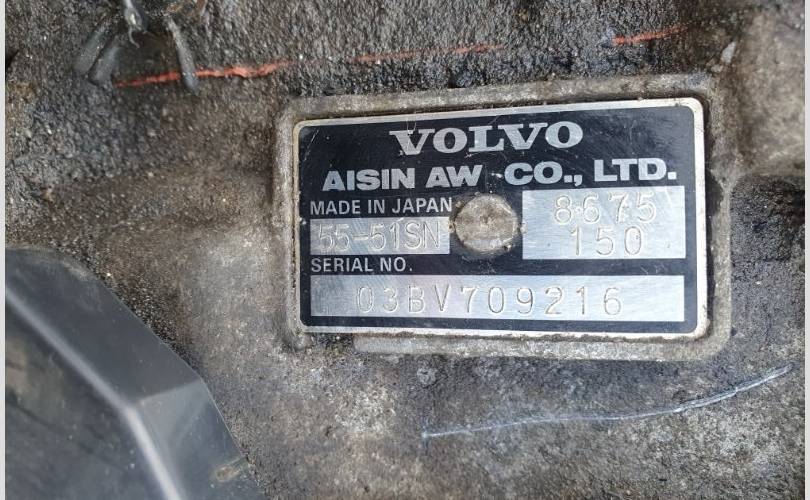 VOLVO
AISIN AW CO., LTD.
MADE IN JAPAN
55-51SN
8675
150
SERIAL NO.
03BV709216